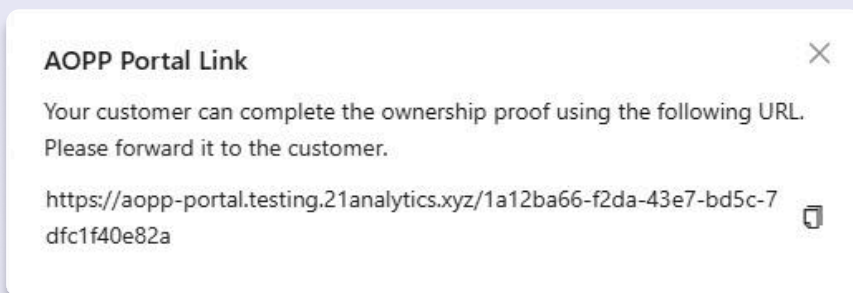 AOPP Portal Link
Your customer can complete the ownership proof using the following URL.
Please forward it to the customer.
https://aopp-portal.testing.21analytics.xyz/1a12ba66-f2da-43e7-bd5c-7
dfc1f40e82a